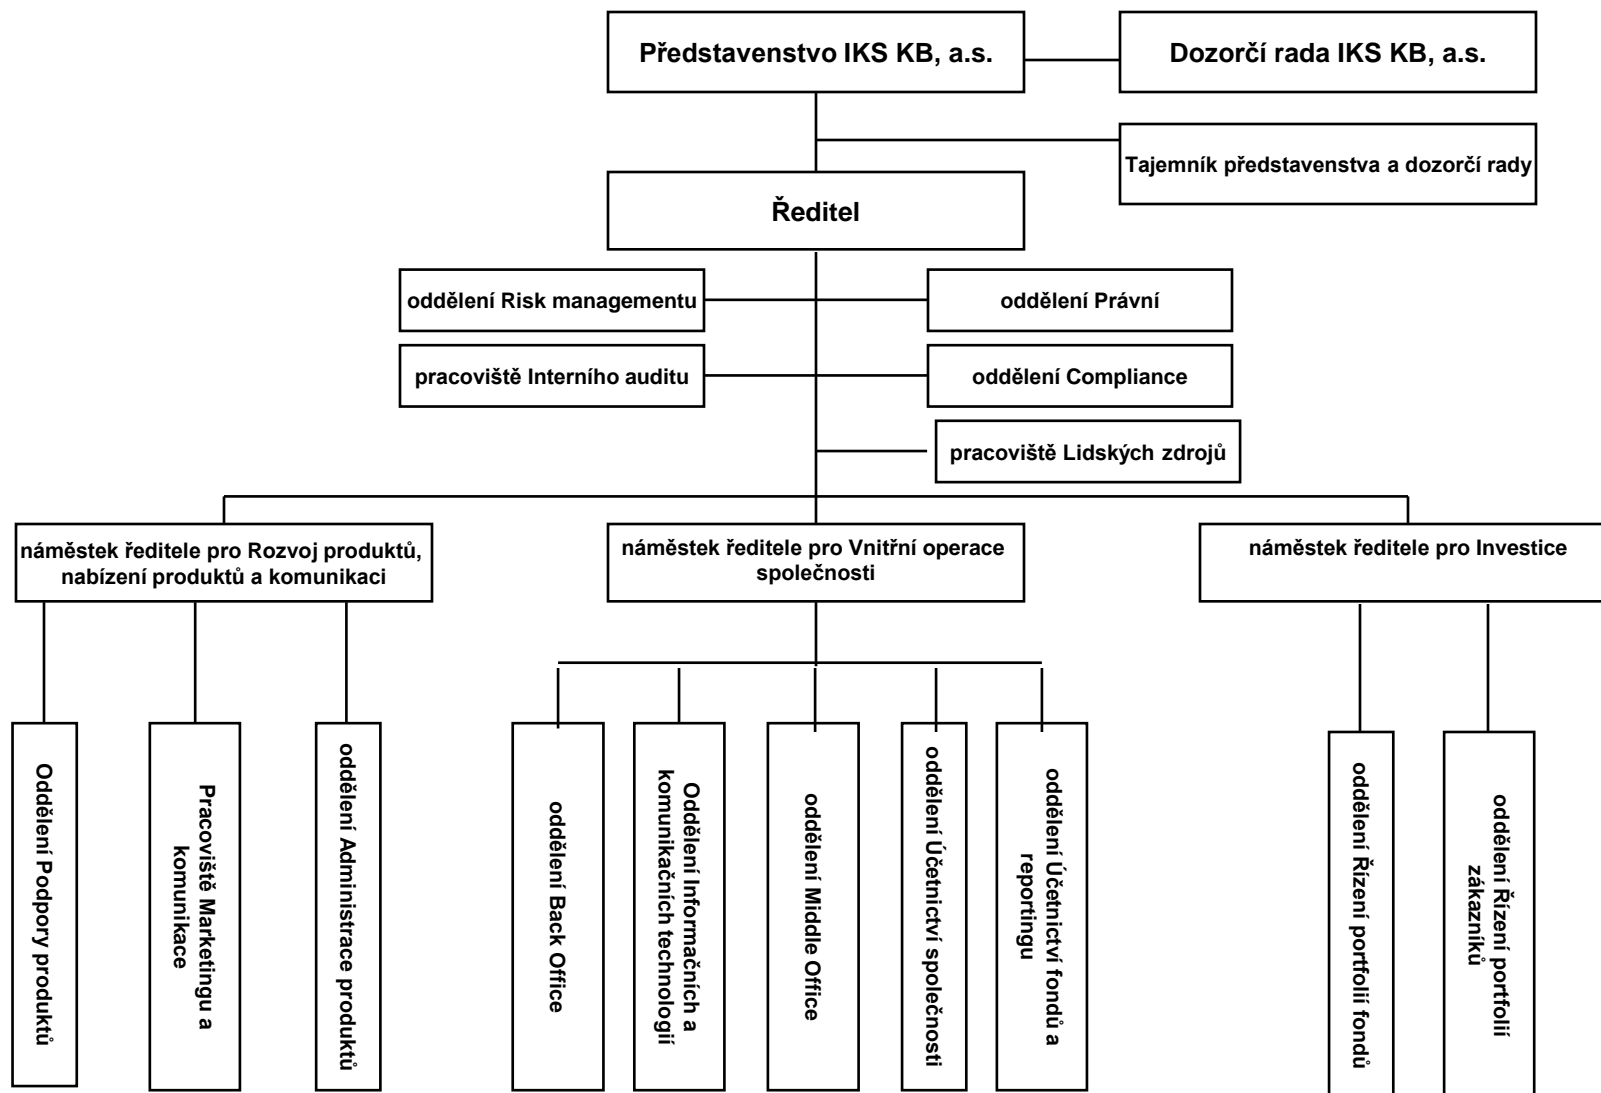 Představenstvo IKS KB, a.s.
Dozorčí rada IKS KB, a.s.
Tajemník představenstva a dozorčí rady
Ředitel
oddělení Risk managementu
oddělení Právní
pracoviště Interního auditu
oddělení Compliance
pracoviště Lidských zdrojů
náměstek ředitele pro Rozvoj produktů,
nabízení produktů a komunikaci
náměstek ředitele pro Vnitřní operace
společnosti
náměstek ředitele pro Investice
Oddělení Podpory produktů
Pracoviště Marketingu a
komunikace
oddělení Administrace produktů
oddělení Back Office
Oddělení Informačních a
komunikačních technologií
oddělení Middle Office
oddělení Účetnictví společnosti
oddělení Účetnictví fondů a
reportingu
oddělení Řízení portfolií fondů
oddělení Řízení portfolií
zákazníků